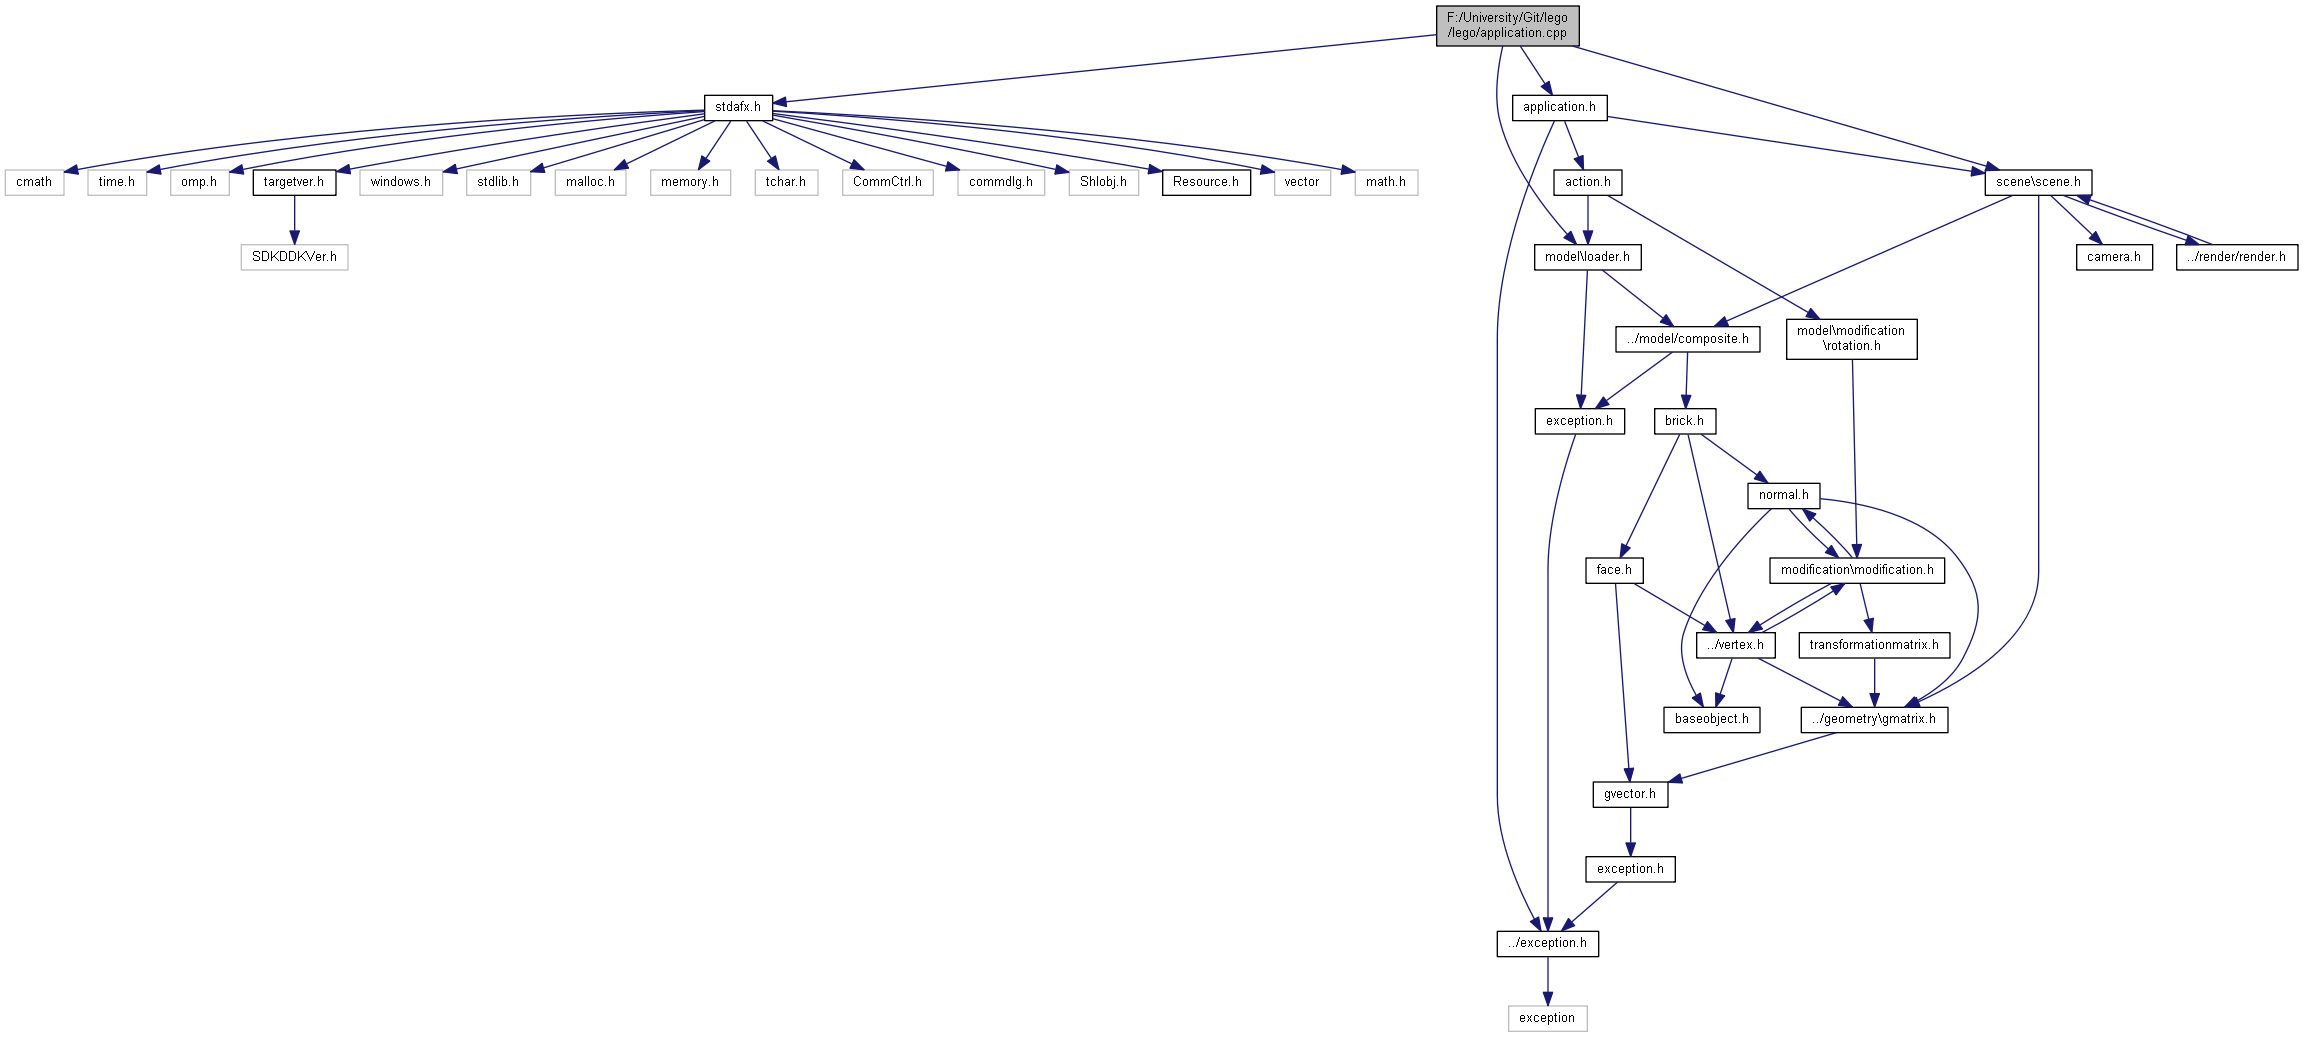 F:/University/Git/lego
/lego/application.cpp
stdafx.h
application.h
cmath
time.h
omp.h
targetver.h
windows.h
stdlib.h
malloc.h
memory.h
tchar.h
CommCtrl.h
commdlg.h
Shlobj.h
Resource.h
vector
math.h
action.h
scene\scene.h
SDKDDKVer.h
model\loader.h
camera.h
../render/render.h
../model/composite.h
model\modification
\rotation.h
exception.h
brick.h
normal.h
face.h
modification\modification.h
../vertex.h
transformationmatrix.h
baseobject.h
../geometry\gmatrix.h
gvector.h
exception.h
../exception.h
exception